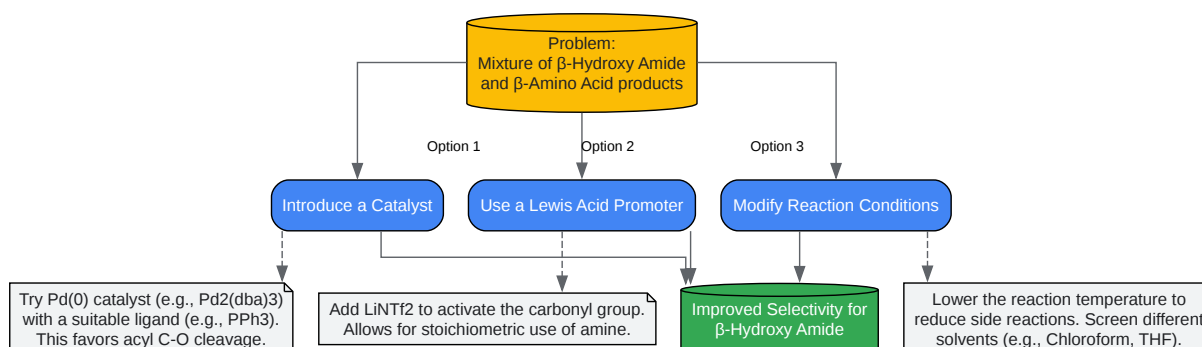 Problem:
Mixture of β-Hydroxy Amide
and β-Amino Acid products
Option 1
Option 2
Option 3
Introduce a Catalyst
Use a Lewis Acid Promoter
Modify Reaction Conditions
Try Pd(0) catalyst (e.g., Pd2(dba)3)
with a suitable ligand (e.g., PPh3).
This favors acyl C-O cleavage.
Add LiNTf2 to activate the carbonyl group.
Allows for stoichiometric use of amine.
Improved Selectivity for
β-Hydroxy Amide
Lower the reaction temperature to
reduce side reactions. Screen different
solvents (e.g., Chloroform, THF).